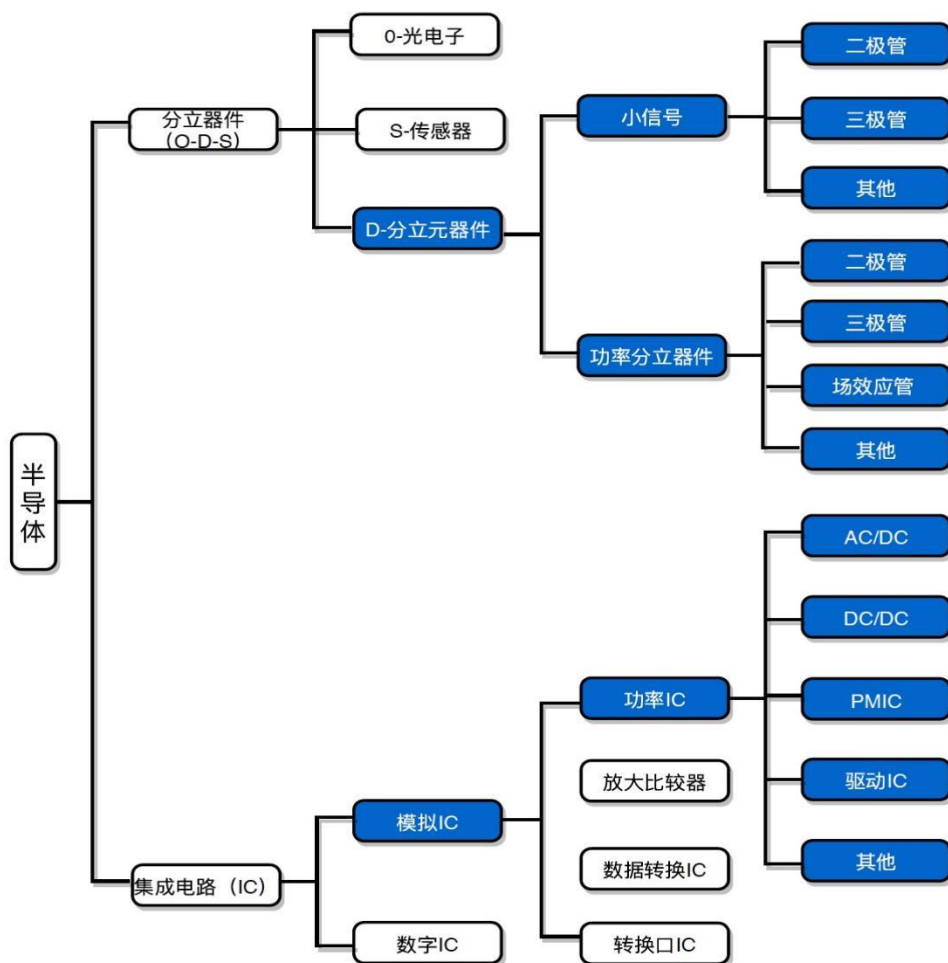 0-光电子
二极管
分立器件
(O-D-S)
S-传感器
小信号
三极管
其他
D-分立元器件
二极管
三极管
功率分立器件
场效应管
其他
半
导
体
AC/DC
DC/DC
功率IC
PMIC
放大比较器
驱动IC
模拟IC
其他
数据转换IC
集成电路（IC）
数字IC
转换口IC